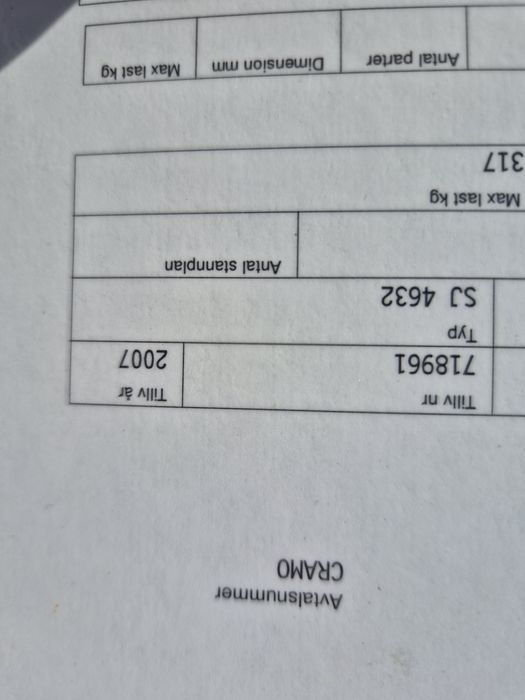 Avtalsnummer
CRAMO
Tillv nr Tillv år
718961 2007
Typ
SJ 4632
Antal stannplan
Max last kg
317
Antal parter Dimension mm Max last kg